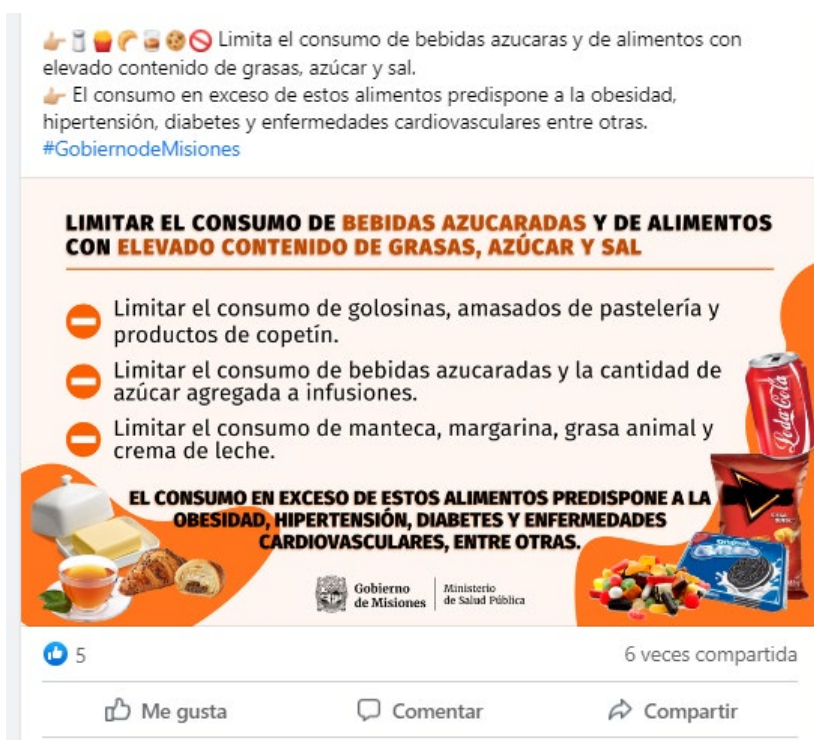 👉🏼🧂🍟🥐🥃🍪🚫 Limita el consumo de bebidas azucaras y de alimentos con
elevado contenido de grasas, azúcar y sal.
👉🏼 El consumo en exceso de estos alimentos predispone a la obesidad,
hipertensión, diabetes y enfermedades cardiovasculares entre otras.
#GobiernodeMisiones
LIMITAR EL CONSUMO DE BEBIDAS AZUCARADAS Y DE ALIMENTOS
CON ELEVADO CONTENIDO DE GRASAS, AZÚCAR Y SAL
Limitar el consumo de golosinas, amasados de pastelería y
productos de copetín.
Limitar el consumo de bebidas azucaradas y la cantidad de
azúcar agregada a infusiones.
Limitar el consumo de manteca, margarina, grasa animal y
crema de leche.
Loda Cola
EL CONSUMO EN EXCESO DE ESTOS ALIMENTOS PREDISPONE A LA
OBESIDAD, HIPERTENSIÓN, DIABETES Y ENFERMEDADES
CARDIOVASCULARES, ENTRE OTRAS.
Original
Gobierno
de Misiones
Ministerio
de Salud Pública
5
6 veces compartida
Me gusta
Comentar
Compartir